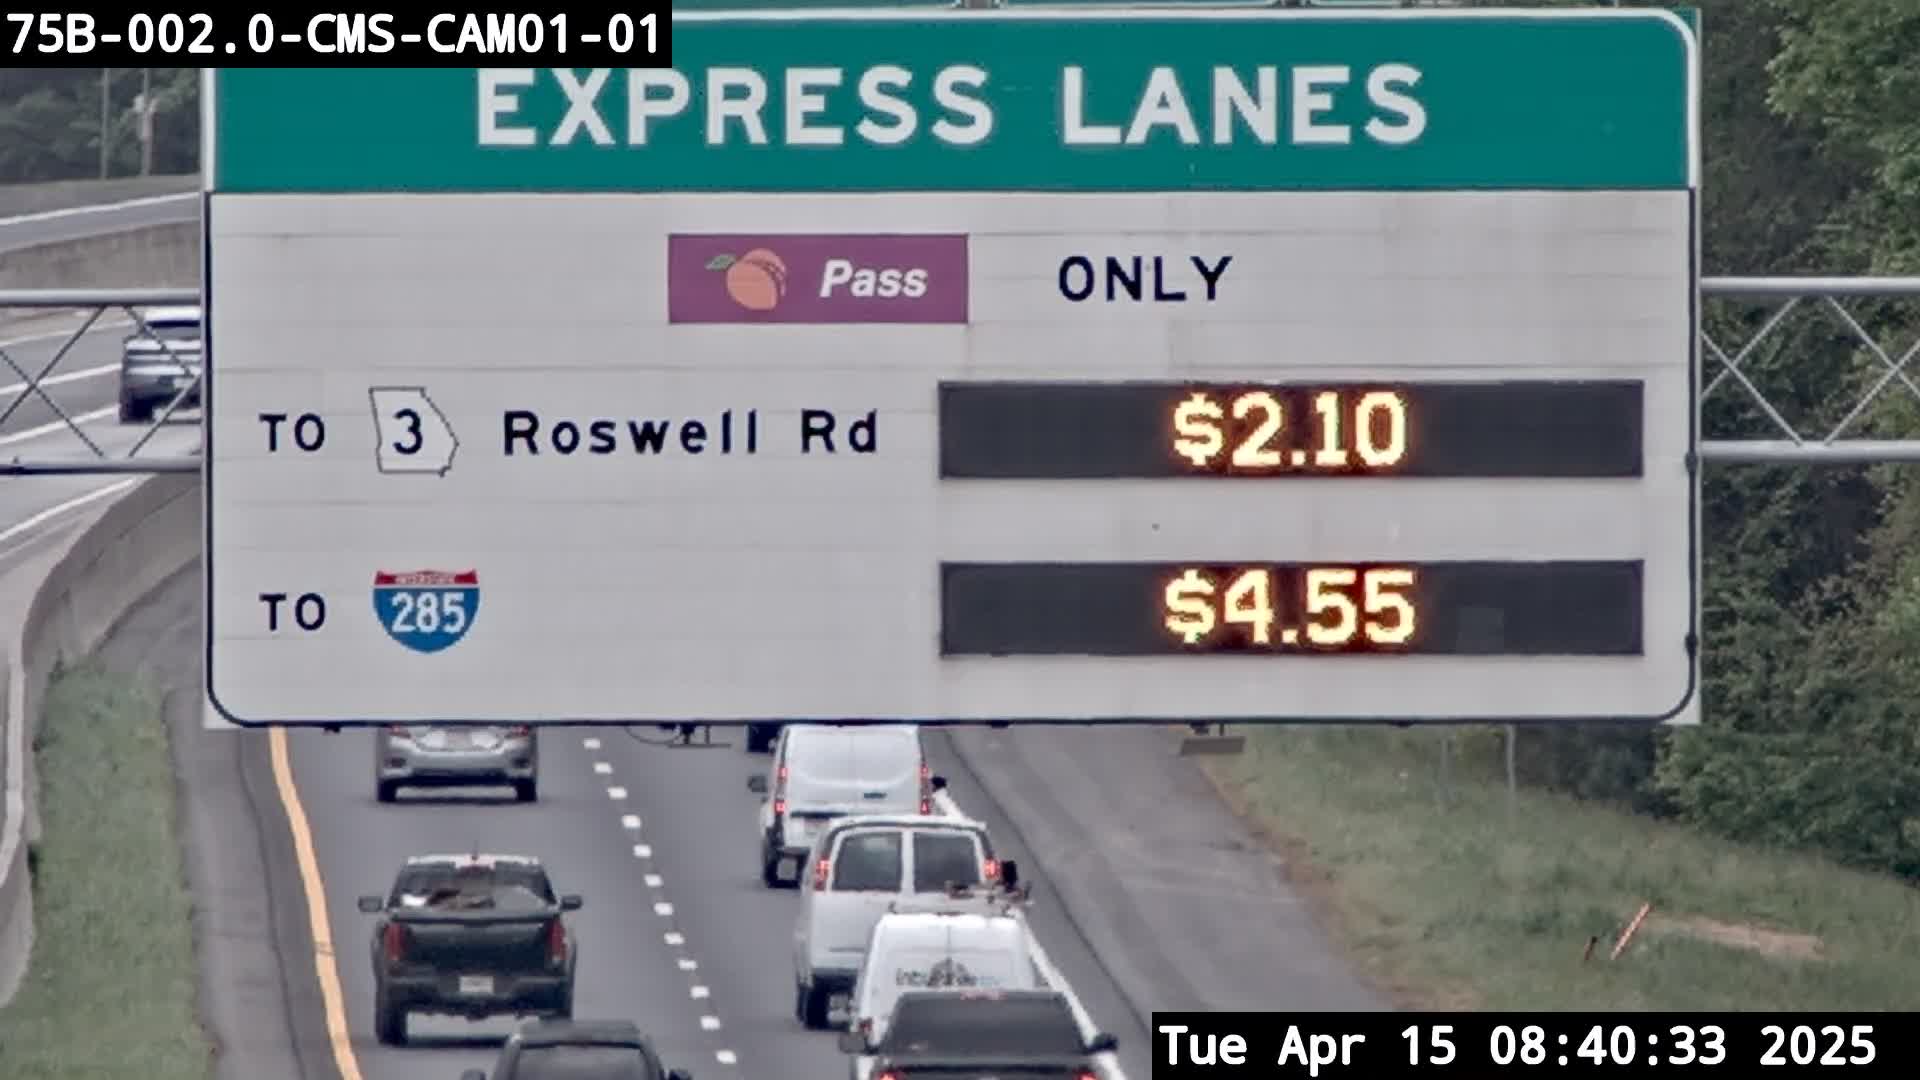 75B-002.0-CMS-CAM01-01
EXPRESS LANES
Pass ONLY
TO 3 Roswell Rd $2.10
TO INTERSTATE 285 $4.55
Tue Apr 15 08:40:33 2025